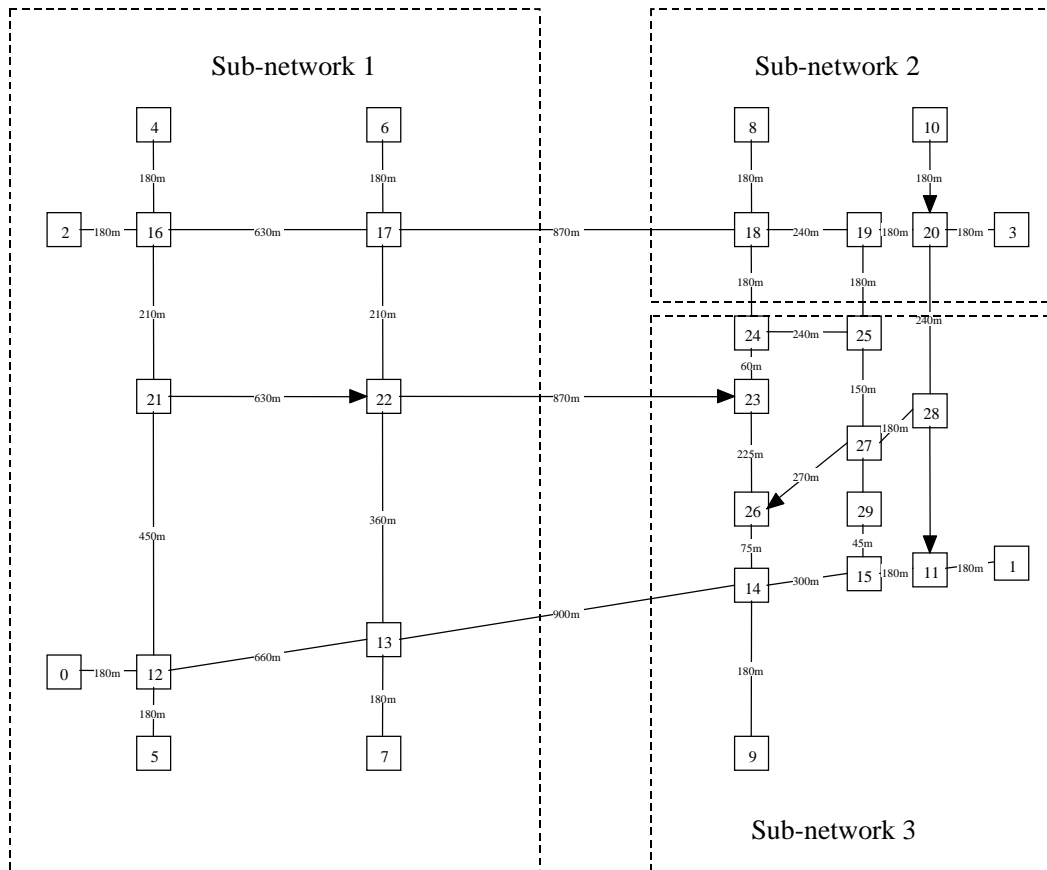 Sub-network 1
Sub-network 2
4
6
8
10
180m
180m
180m
180m
2
180m
16
630m
17
870m
18
240m
19
180m
20
180m
3
210m
210m
180m
180m
240m
24
240m
25
60m
21
630m
22
870m
23
150m
28
180m
27
225m
270m
26
29
450m
360m
75m
45m
14
300m
15
180m
11
180m
1
900m
13
660m
0
180m
12
180m
180m
180m
5
7
9
Sub-network 3